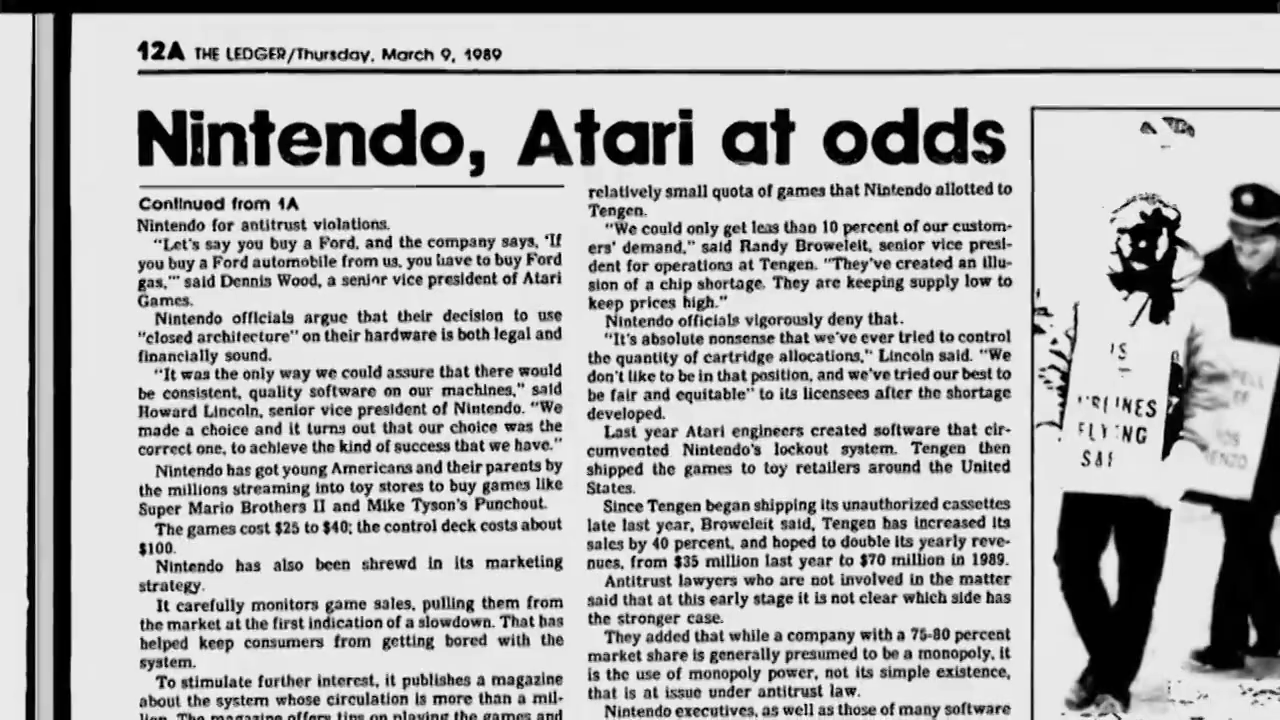 12A THE LEDGER/Thursday, March 9, 1989
Nintendo, Atari at odds
Continued from 1A
Nintendo for antitrust violations.
"Let's say you buy a Ford, and the company says, 'If
you buy a Ford automobile from us, you have to buy Ford
gas,'" said Dennis Wood, a senior vice president of Atari
Games.
Nintendo officials argue that their decision to use
"closed architecture" on their hardware is both legal and
financially sound.
"It was the only way we could assure that there would
be consistent, quality software on our machines," said
Howard Lincoln, senior vice president of Nintendo. "We
made a choice and it turns out that our choice was the
correct one, to achieve the kind of success that we have."
Nintendo has got young Americans and their parents by
the millions streaming into toy stores to buy games like
Super Mario Brothers II and Mike Tyson's Punchout.
The games cost $25 to $40; the control deck costs about
$100.
Nintendo has also been shrewd in its marketing
strategy.
It carefully monitors game sales, pulling them from
the market at the first indication of a slowdown. That has
helped keep consumers from getting bored with the
system.
To stimulate further interest, it publishes a magazine
about the system whose circulation is more than a mil-
lion. The magazine offers tips on playing the games and
relatively small quota of games that Nintendo allotted to
Tengen.
"We could only get less than 10 percent of our custom-
ers' demand," said Randy Broweleit, senior vice presi-
dent for operations at Tengen. "They've created an illu-
sion of a chip shortage. They are keeping supply low to
keep prices high."
Nintendo officials vigorously deny that.
"It's absolute nonsense that we've ever tried to control
the quantity of cartridge allocations," Lincoln said. "We
don't like to be in that position, and we've tried our best to
be fair and equitable" to its licensees after the shortage
developed.
Last year Atari engineers created software that cir-
cumvented Nintendo's lockout system. Tengen then
shipped the games to toy retailers around the United
States.
Since Tengen began shipping its unauthorized cassettes
late last year, Broweleit said, Tengen has increased its
sales by 40 percent, and hoped to double its yearly reve-
nues, from $35 million last year to $70 million in 1989.
Antitrust lawyers who are not involved in the matter
said that at this early stage it is not clear which side has
the stronger case.
They added that while a company with a 75-80 percent
market share is generally presumed to be a monopoly, it
is the use of monopoly power, not its simple existence,
that is at issue under antitrust law.
Nintendo executives, as well as those of many software
IS
FLYING